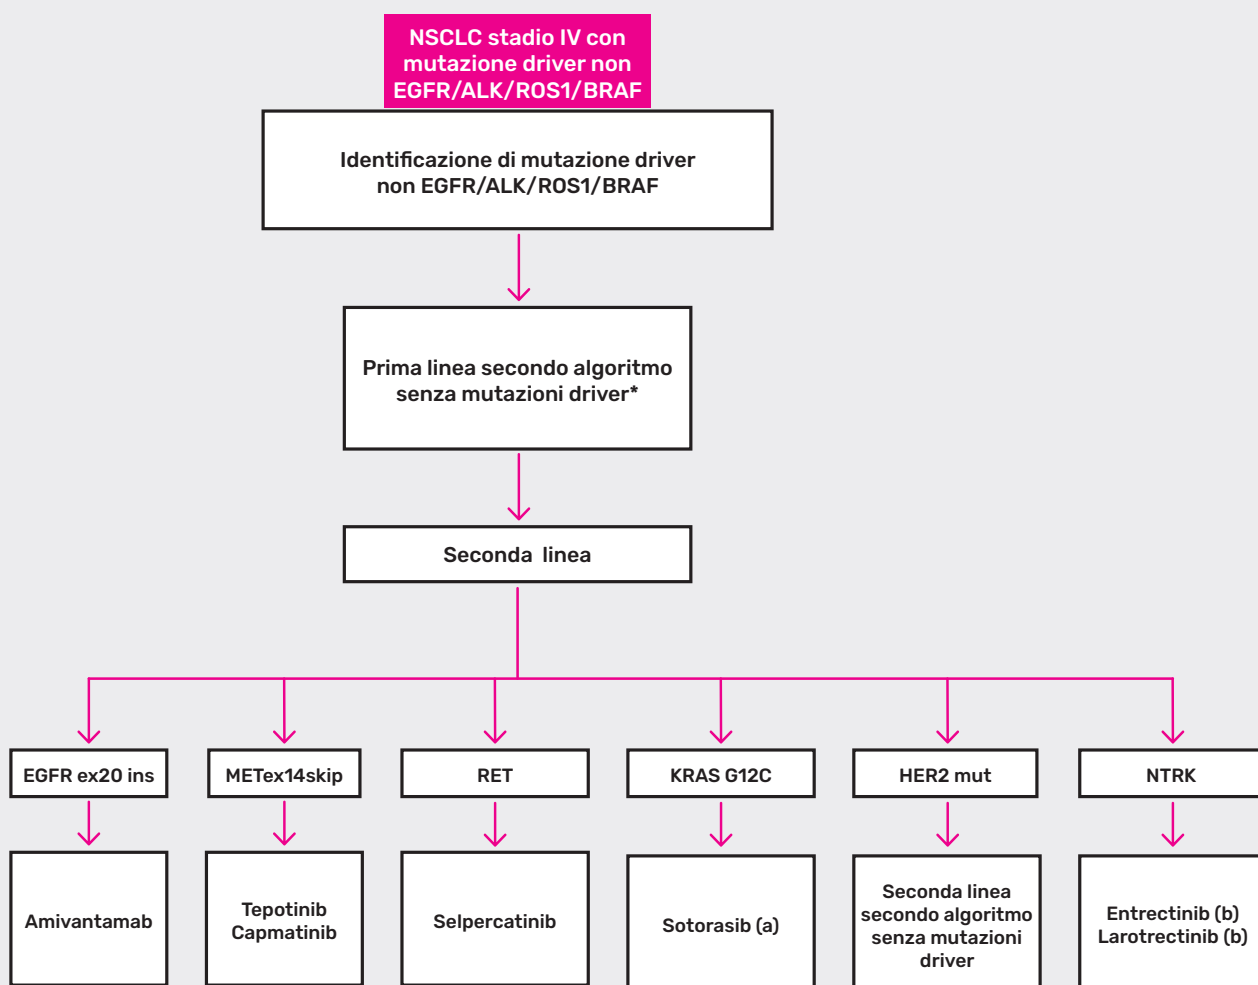 NSCLC stadio IV con
mutazione driver non
EGFR/ALK/ROS1/BRAF
Identificazione di mutazione driver
non EGFR/ALK/ROS1/BRAF
Prima linea secondo algoritmo
senza mutazioni driver*
Seconda linea
EGFR ex20 ins
METex14skip
RET
KRAS G12C
HER2 mut
NTRK
Amivantamab
Tepotinib
Capmatinib
Selpercatinib
Sotorasib (a)
Seconda linea
secondo algoritmo
senza mutazioni
driver
Entrectinib (b)
Larotrectinib (b)